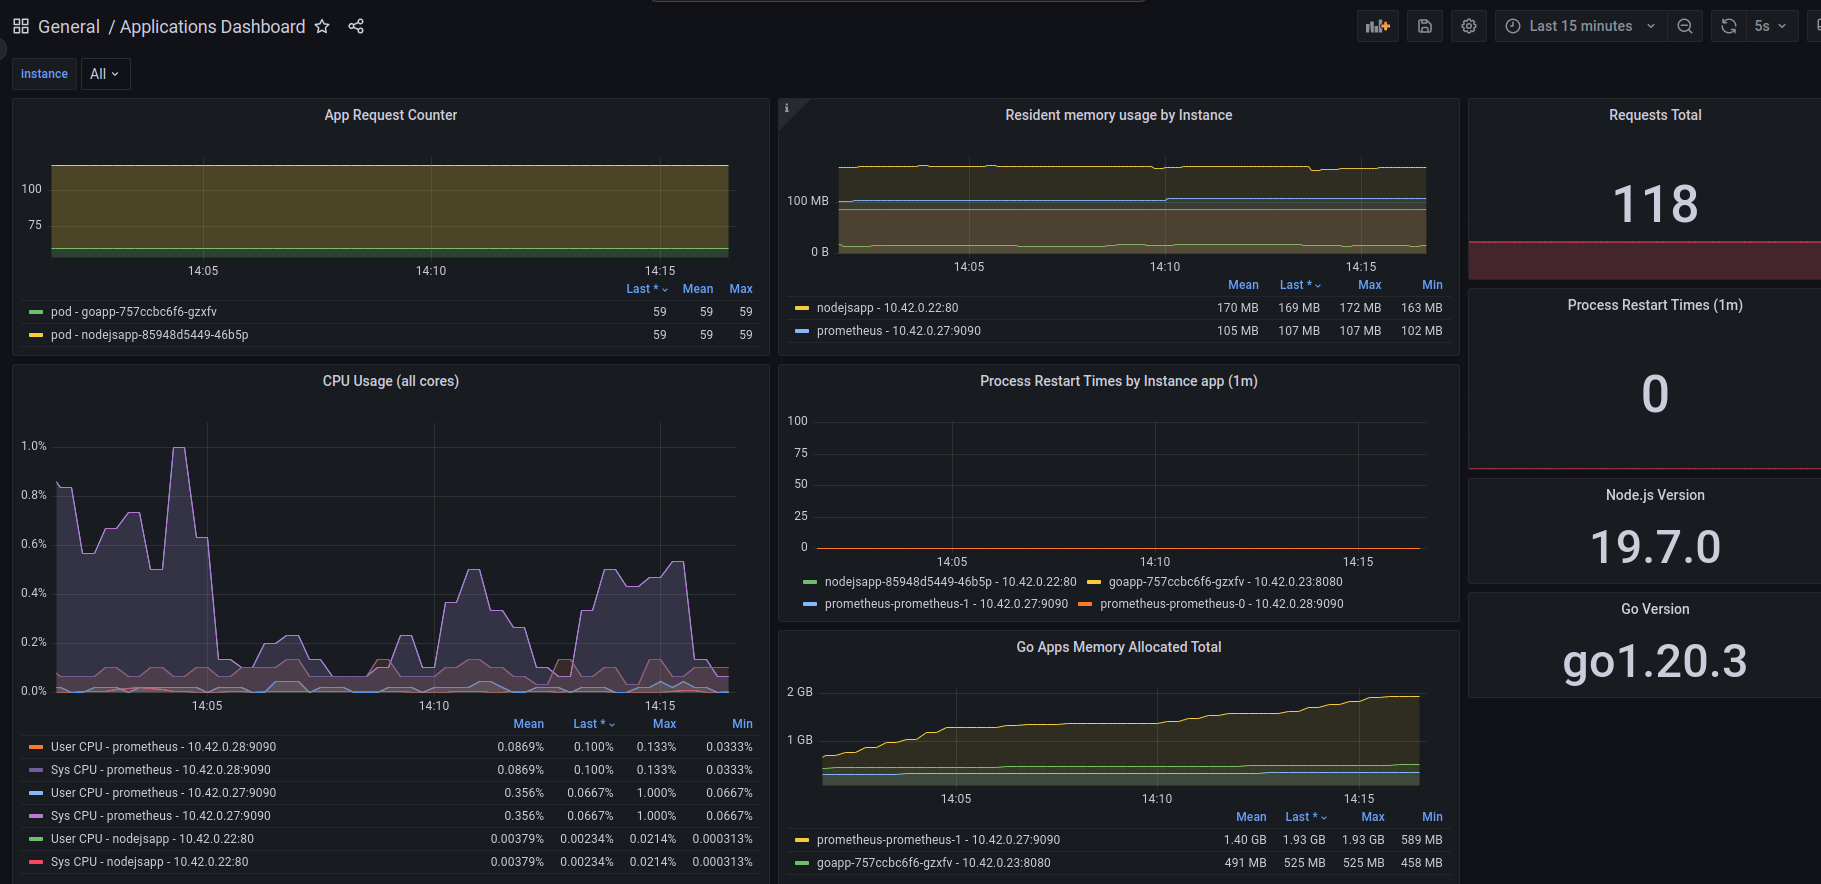 General / Applications Dashboard
Last 15 minutes
5s
instance
All
App Request Counter
100
75
14:05 14:10 14:15
Last * Mean Max
pod - goapp-757ccbc6f6-gzxfv 59 59 59
pod - nodejsapp-85948d5449-46b5p 59 59 59
Resident memory usage by Instance
100 MB
0 B
14:05 14:10 14:15
Mean Last * Max Min
nodejsapp - 10.42.0.22:80 170 MB 169 MB 172 MB 163 MB
prometheus - 10.42.0.27:9090 105 MB 107 MB 107 MB 102 MB
Requests Total
118
Process Restart Times (1m)
0
CPU Usage (all cores)
1.0%
0.8%
0.6%
0.4%
0.2%
0.0%
14:05 14:10 14:15
Mean Last * Max Min
User CPU - prometheus - 10.42.0.28:9090 0.0869% 0.100% 0.133% 0.0333%
Sys CPU - prometheus - 10.42.0.28:9090 0.0869% 0.100% 0.133% 0.0333%
User CPU - prometheus - 10.42.0.27:9090 0.356% 0.0667% 1.000% 0.0667%
Sys CPU - prometheus - 10.42.0.27:9090 0.356% 0.0667% 1.000% 0.0667%
User CPU - nodejsapp - 10.42.0.22:80 0.00379% 0.00234% 0.0214% 0.000313%
Sys CPU - nodejsapp - 10.42.0.22:80 0.00379% 0.00234% 0.0214% 0.000313%
Process Restart Times by Instance app (1m)
100
75
50
25
0
14:05 14:10 14:15
nodejsapp-85948d5449-46b5p - 10.42.0.22:80 goapp-757ccbc6f6-gzxfv - 10.42.0.23:8080
prometheus-prometheus-1 - 10.42.0.27:9090 prometheus-prometheus-0 - 10.42.0.28:9090
Go Apps Memory Allocated Total
2 GB
1 GB
14:05 14:10 14:15
Mean Last * Max Min
prometheus-prometheus-1 - 10.42.0.27:9090 1.40 GB 1.93 GB 1.93 GB 589 MB
goapp-757ccbc6f6-gzxfv - 10.42.0.23:8080 491 MB 525 MB 525 MB 458 MB
Node.js Version
19.7.0
Go Version
go1.20.3